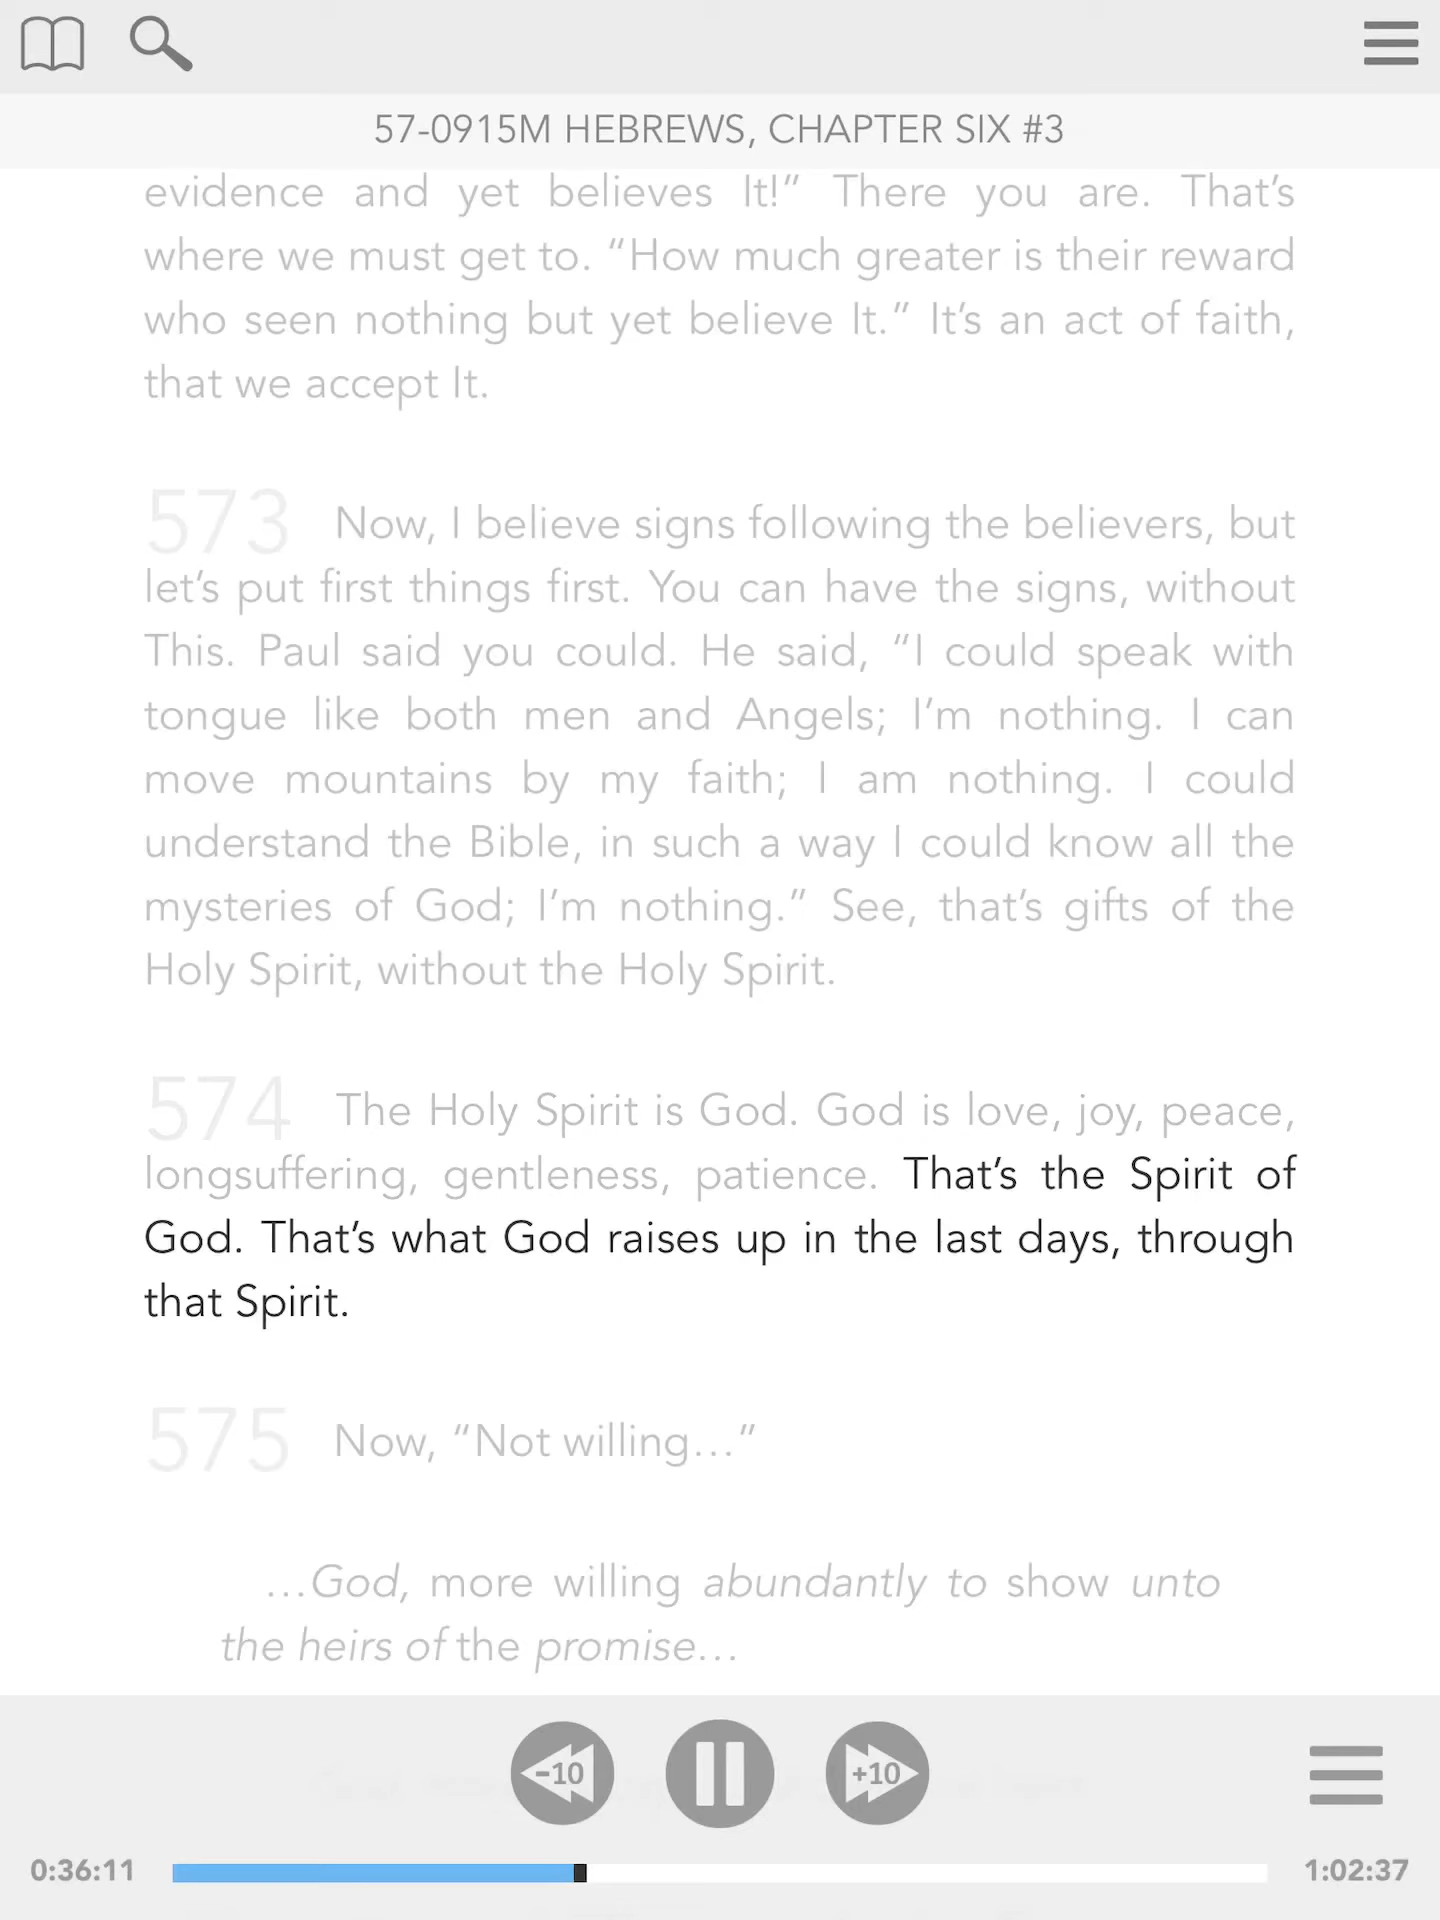 57-0915M HEBREWS, CHAPTER SIX #3
evidence and yet believes It!” There you are. That’s
where we must get to. “How much greater is their reward
who seen nothing but yet believe It.” It’s an act of faith,
that we accept It.
573 Now, I believe signs following the believers, but
let’s put first things first. You can have the signs, without
This. Paul said you could. He said, “I could speak with
tongue like both men and Angels; I’m nothing. I can
move mountains by my faith; I am nothing. I could
understand the Bible, in such a way I could know all the
mysteries of God; I’m nothing.” See, that’s gifts of the
Holy Spirit, without the Holy Spirit.
574 The Holy Spirit is God. God is love, joy, peace,
longsuffering, gentleness, patience. That’s the Spirit of
God. That’s what God raises up in the last days, through
that Spirit.
575 Now, “Not willing…”
…God, more willing abundantly to show unto
the heirs of the promise…
-10 +10
0:36:11 1:02:37